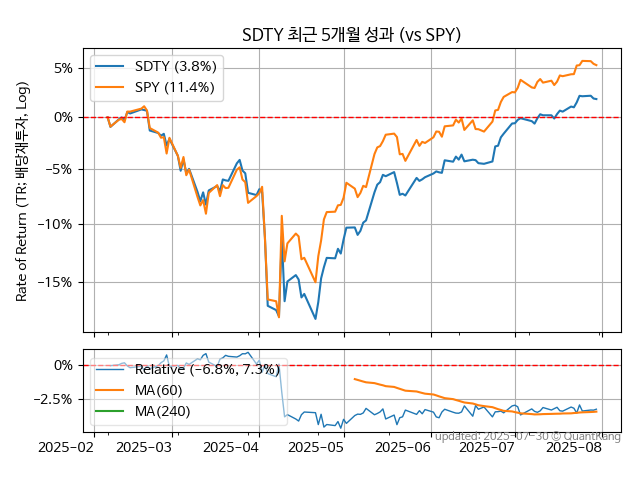 SDTY 최근 5개월 성과 (vs SPY)
SDTY (3.8%)
SPY (11.4%)
5%
0%
−5%
−10%
−15%
Rate of Return (TR: 배당재투자, Log)
Relative (−6.8%, 7.3%)
MA(60)
MA(240)
0%
−2.5%
updated: 2025-07-30 © QuantKang
2025-02 2025-03 2025-04 2025-05 2025-06 2025-07 2025-08